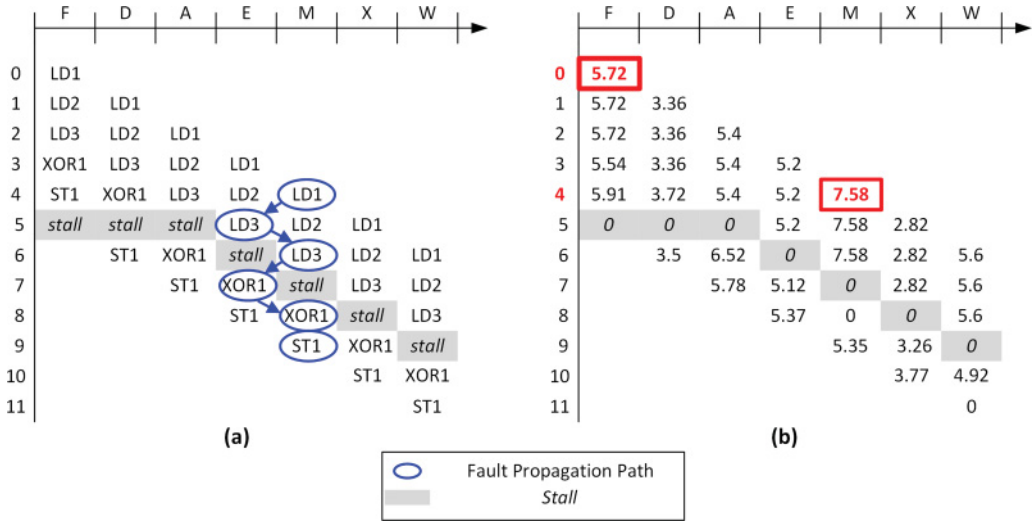 F D A E M X W
0 LD1
1 LD2 LD1
2 LD3 LD2 LD1
3 XOR1 LD3 LD2 LD1
4 ST1 XOR1 LD3 LD2 LD1
5 stall stall stall LD3 LD2 LD1
6 ST1 XOR1 stall LD3 LD2 LD1
7 ST1 XOR1 stall LD3 LD2
8 ST1 XOR1 stall LD3
9 ST1 XOR1 stall
10 ST1 XOR1
11 ST1
(a)
F D A E M X W
0 5.72
1 5.72 3.36
2 5.72 3.36 5.4
3 5.54 3.36 5.4 5.2
4 5.91 3.72 5.4 5.2 7.58
5 0 0 0 5.2 7.58 2.82
6 3.5 6.52 0 7.58 2.82 5.6
7 5.78 5.12 0 2.82 5.6
8 5.37 0 0 5.6
9 5.35 3.26 0
10 3.77 4.92
11 0
(b)
Fault Propagation Path
Stall